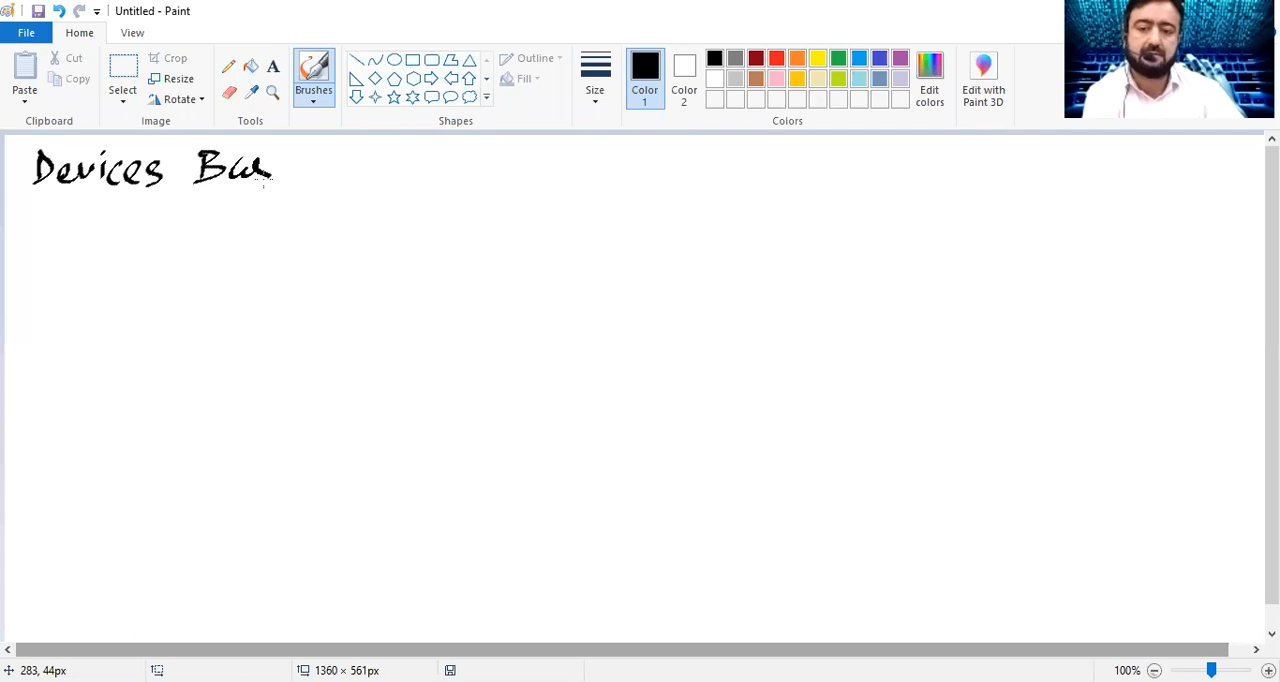 Untitled - Paint
File Home View
Paste Cut Copy Select Crop Resize Rotate A Brushes Outline Fill Size Color 1 Color 2 Edit colors Edit with Paint 3D
Clipboard Image Tools Shapes Colors
Devices Bas
283, 44px 1360 × 561px 100%